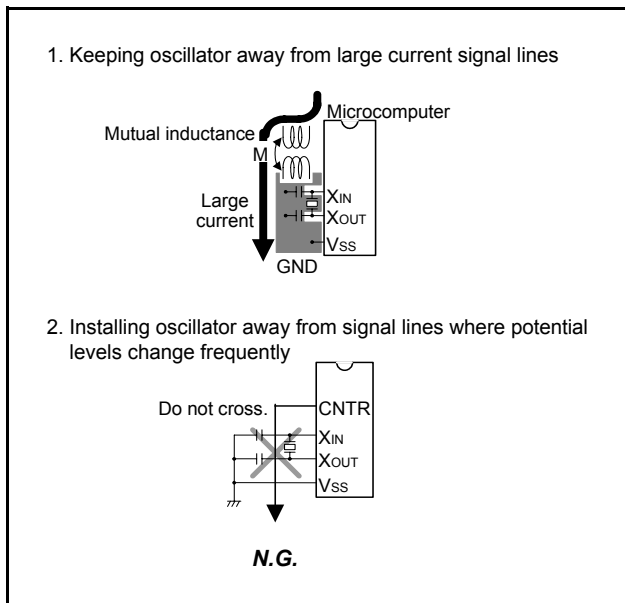 1. Keeping oscillator away from large current signal lines
Microcomputer
Mutual inductance
M
Large
current
XIN
XOUT
VSS
GND
2. Installing oscillator away from signal lines where potential
levels change frequently
Do not cross.
CNTR
XIN
XOUT
VSS
N.G.